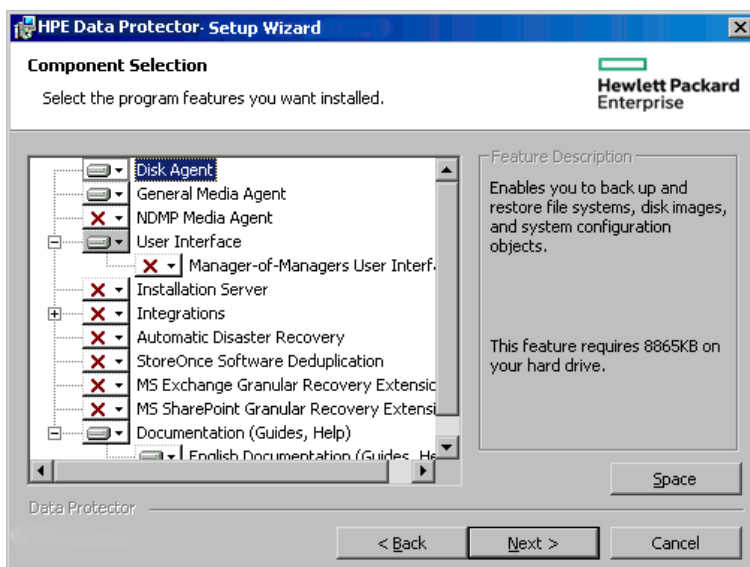 HPE Data Protector- Setup Wizard
Component Selection
Select the program features you want installed.
Hewlett Packard
Enterprise
Disk Agent
General Media Agent
NDMP Media Agent
User Interface
Manager-of-Managers User Interf
Installation Server
Integrations
Automatic Disaster Recovery
StoreOnce Software Deduplication
MS Exchange Granular Recovery Extensic
MS SharePoint Granular Recovery Extensi
Documentation (Guides, Help)
English Documentation (Guides, He
Feature Description
Enables you to back up and
restore file systems, disk images,
and system configuration
objects.
This feature requires 8865KB on
your hard drive.
Space
Data Protector
< Back
Next >
Cancel